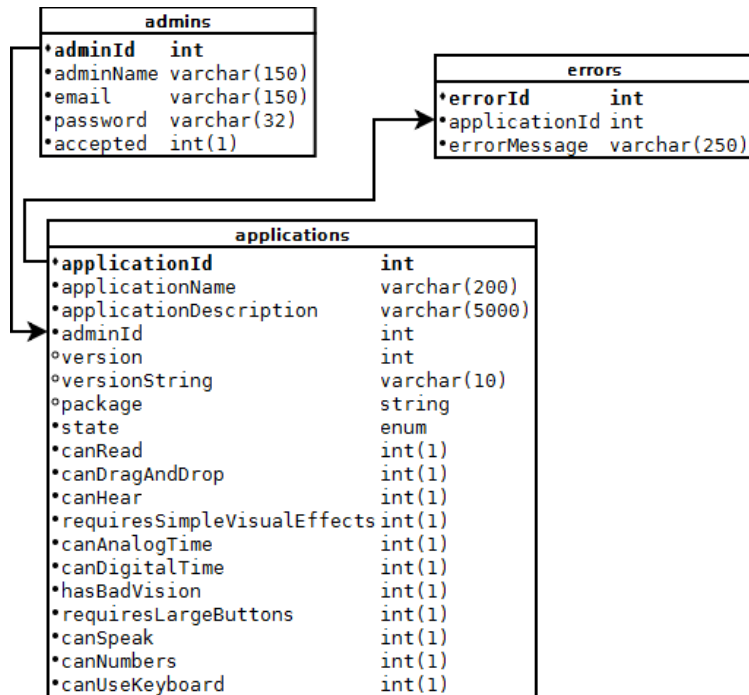 admins
adminId int
adminName varchar(150)
email varchar(150)
password varchar(32)
accepted int(1)
errors
errorId int
applicationId int
errorMessage varchar(250)
applications
applicationId int
applicationName varchar(200)
applicationDescription varchar(5000)
adminId int
version int
versionString varchar(10)
package string
state enum
canRead int(1)
canDragAndDrop int(1)
canHear int(1)
requiresSimpleVisualEffects int(1)
canAnalogTime int(1)
canDigitalTime int(1)
hasBadVision int(1)
requiresLargeButtons int(1)
canSpeak int(1)
canNumbers int(1)
canUseKeyboard int(1)